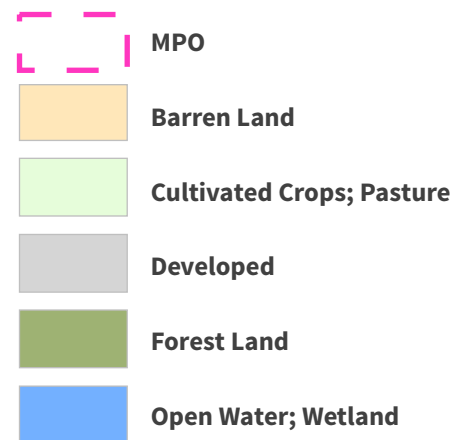 MPO
Barren Land
Cultivated Crops; Pasture
Developed
Forest Land
Open Water; Wetland